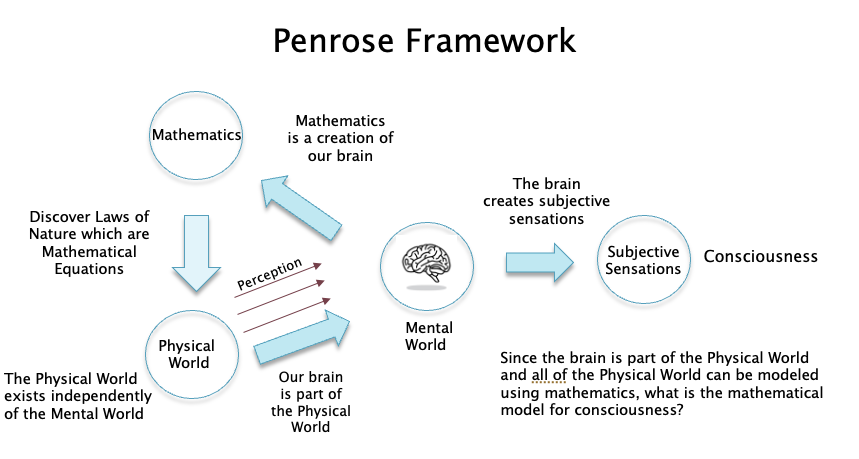 Penrose Framework
Mathematics
Mathematics
is a creation of
our brain
The brain
creates subjective
sensations
Discover Laws of
Nature which are
Mathematical
Equations
Perception
Subjective
Sensations
Consciousness
Mental
World
Physical
World
The Physical World
exists independently
of the Mental World
Our brain
is part of
the Physical
World
Since the brain is part of the Physical World
and all of the Physical World can be modeled
using mathematics, what is the mathematical
model for consciousness?